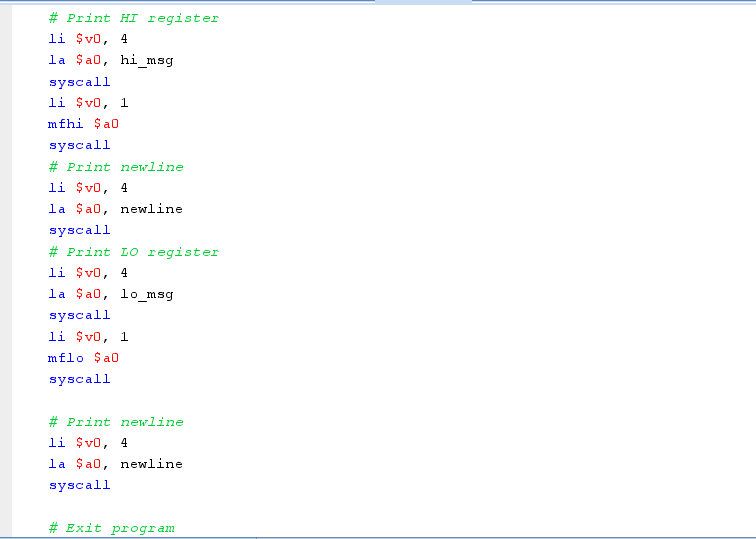 # Print HI register
li $v0, 4
la $a0, hi_msg
syscall
li $v0, 1
mfhi $a0
syscall
# Print newline
li $v0, 4
la $a0, newline
syscall
# Print LO register
li $v0, 4
la $a0, lo_msg
syscall
li $v0, 1
mflo $a0
syscall
# Print newline
li $v0, 4
la $a0, newline
syscall
# Exit program